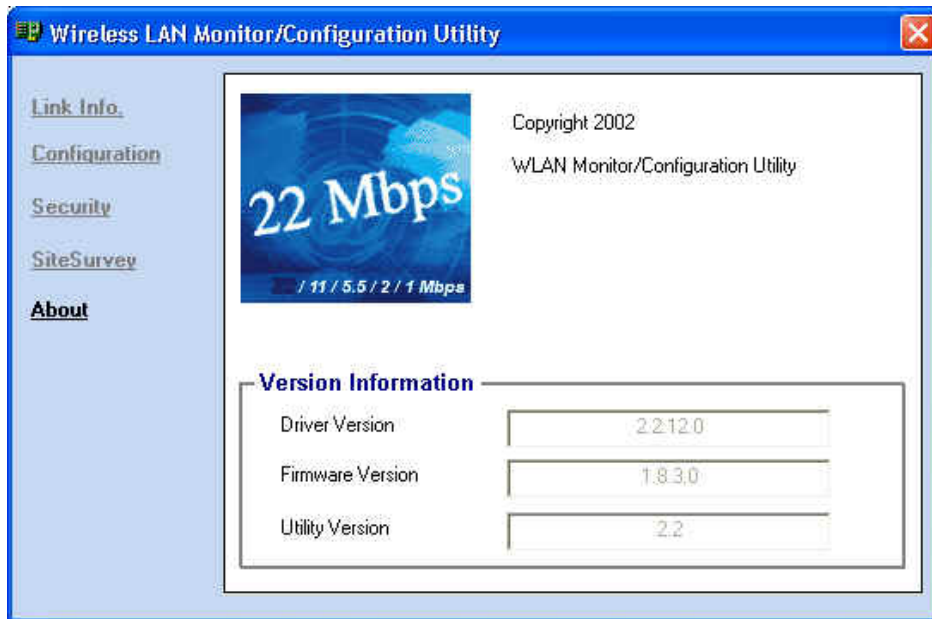 Wireless LAN Monitor/Configuration Utility
Link Info.
Configuration
Security
SiteSurvey
About
22 Mbps
/ 11 / 5.5 / 2 / 1 Mbps
Copyright 2002
WLAN Monitor/Configuration Utility
Version Information
Driver Version
2.2.12.0
Firmware Version
1.8.3.0
Utility Version
2.2